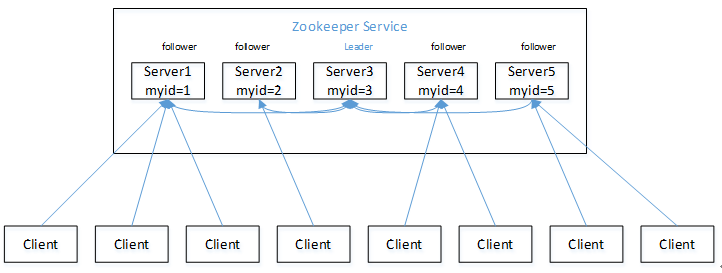 Zookeeper Service
follower follower Leader follower follower
Server1 Server2 Server3 Server4 Server5
myid=1 myid=2 myid=3 myid=4 myid=5
Client Client Client Client Client Client Client Client